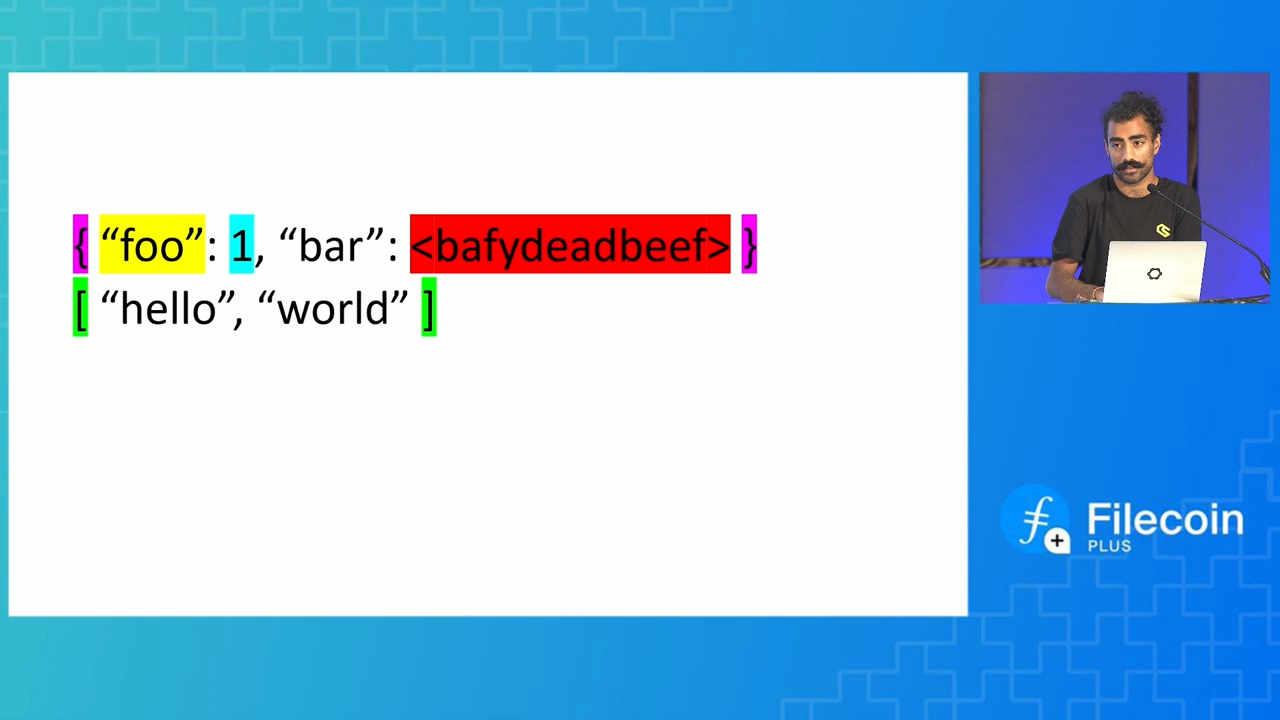 { “foo”: 1, “bar”: <bafydeadbeef> }
[ “hello”, “world” ]
Filecoin
PLUS